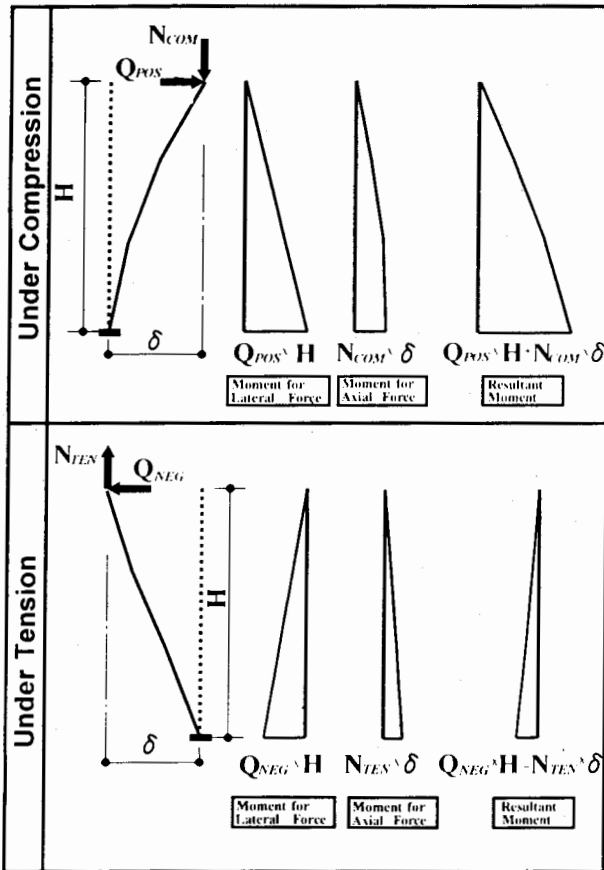 Under Compression
N_COM
Q_POS
H
δ
Q_POS × H
N_COM × δ
Q_POS × H + N_COM × δ
Moment for
Lateral Force
Moment for
Axial Force
Resultant
Moment
Under Tension
N_TEN
Q_NEG
H
δ
Q_NEG × H
N_TEN × δ
Q_NEG × H - N_TEN × δ
Moment for
Lateral Force
Moment for
Axial Force
Resultant
Moment